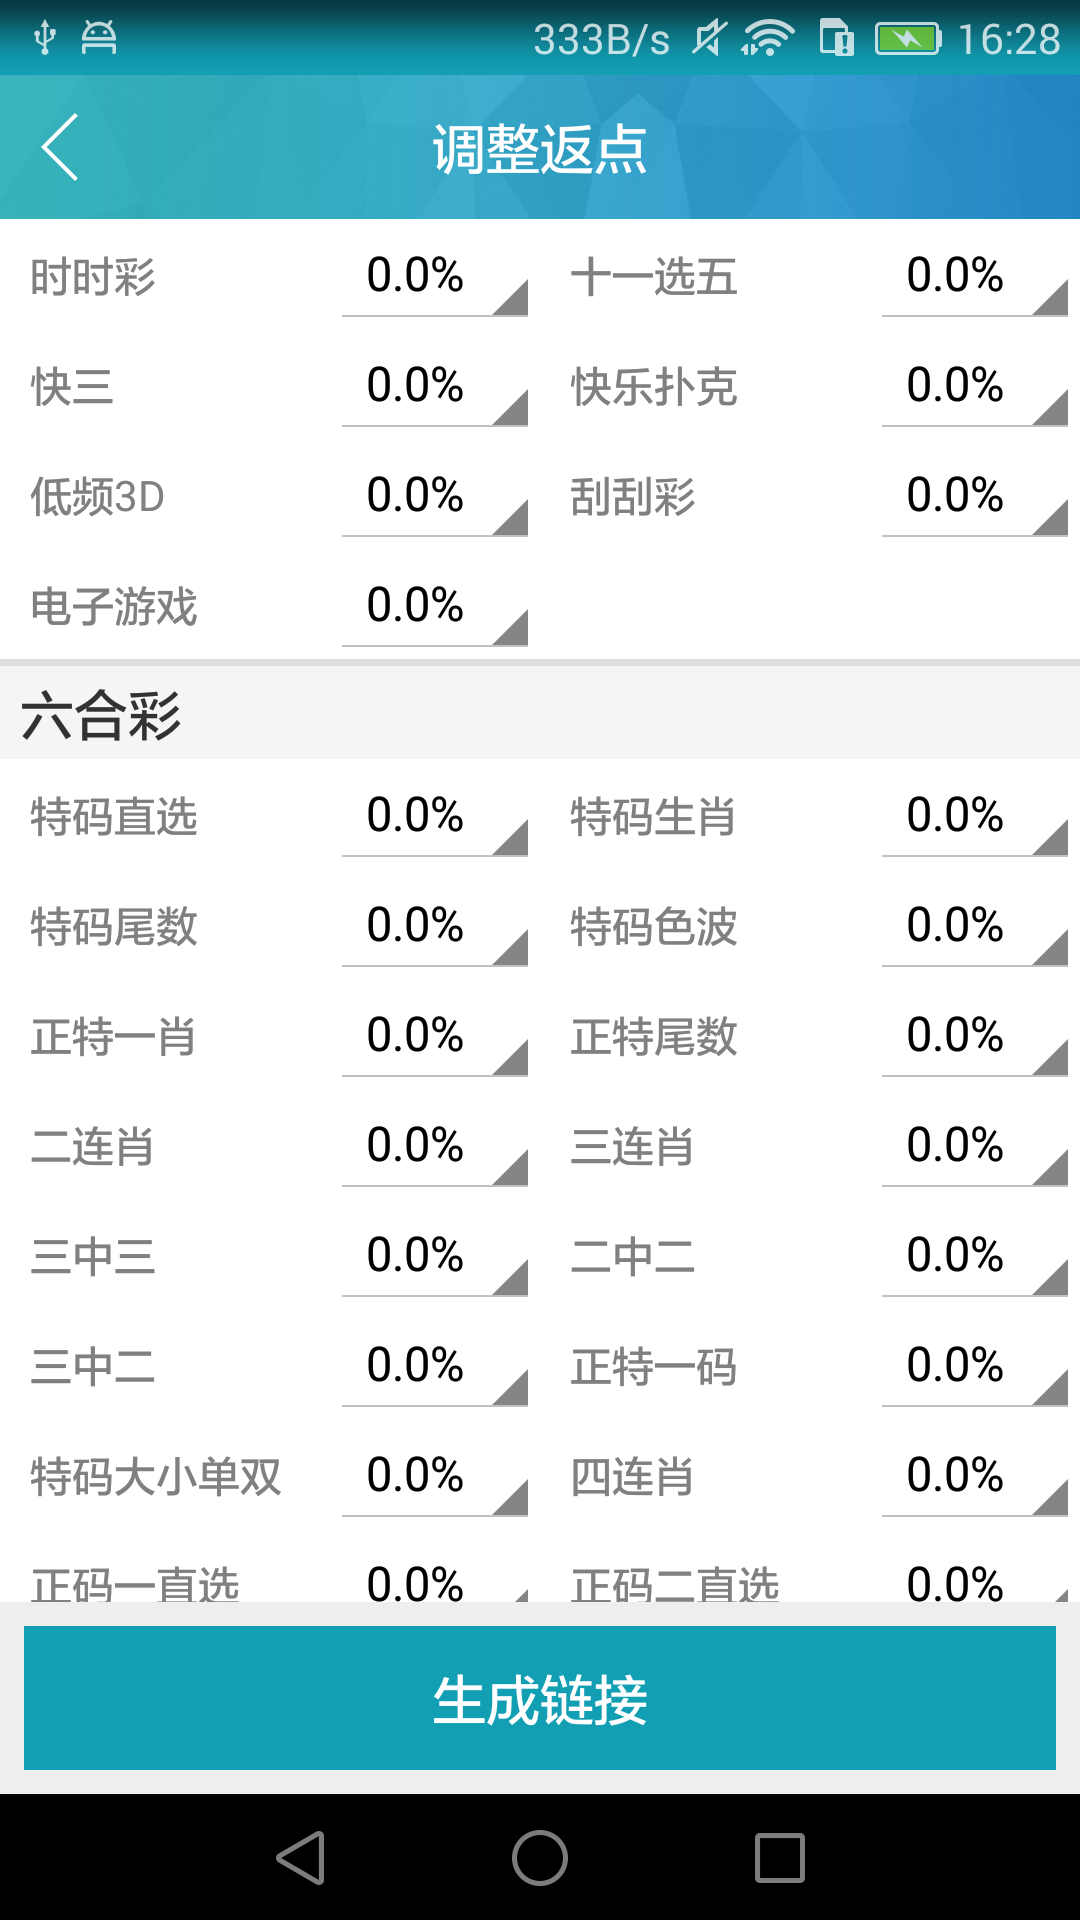 333B/s 16:28
调整返点
时时彩 0.0% 十一选五 0.0%
快三 0.0% 快乐扑克 0.0%
低频3D 0.0% 刮刮彩 0.0%
电子游戏 0.0%
六合彩
特码直选 0.0% 特码生肖 0.0%
特码尾数 0.0% 特码色波 0.0%
正特一肖 0.0% 正特尾数 0.0%
二连肖 0.0% 三连肖 0.0%
三中三 0.0% 二中二 0.0%
三中二 0.0% 正特一码 0.0%
特码大小单双 0.0% 四连肖 0.0%
正码一直选 0.0% 正码二直选 0.0%
生成链接